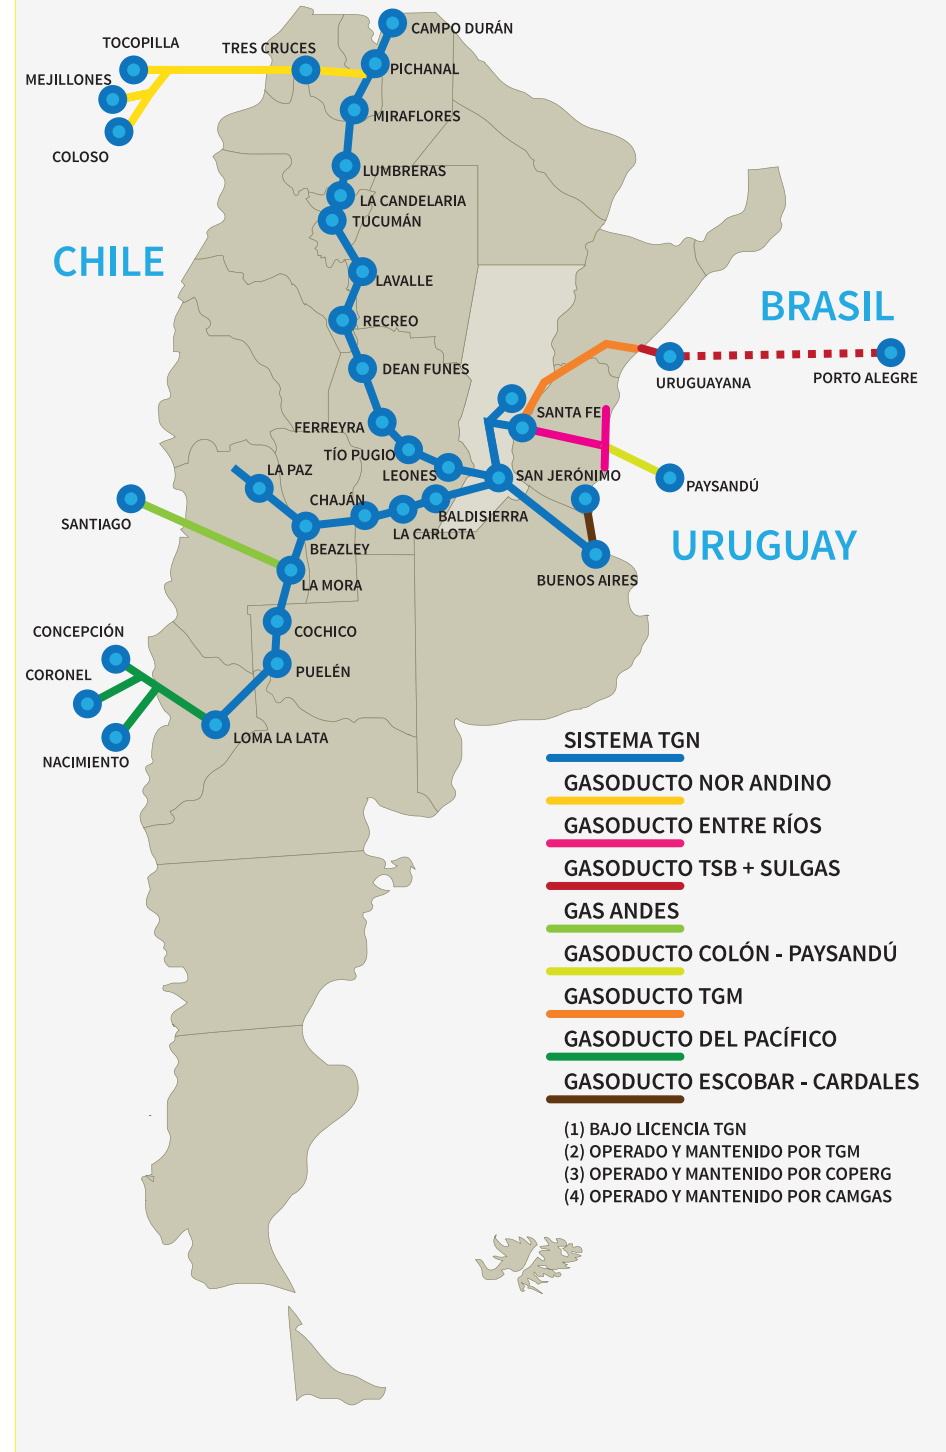 CAMPO DURÁN
TOCOPILLA
TRES CRUCES
PICHANAL
MEJILLONES
MIRAFLORES
COLOSO
LUMBRERAS
LA CANDELARIA
TUCUMÁN
CHILE
LAVALLE
BRASIL
RECREO
DEAN FUNES
URUGUAYANA
PORTO ALEGRE
SANTA FE
FERREYRA
TÍO PUGIO
LA PAZ
LEONES
SAN JERÓNIMO
PAYSANDÚ
CHAJÁN
BALDISIERRA
SANTIAGO
LA CARLOTA
URUGUAY
BEAZLEY
BUENOS AIRES
LA MORA
CONCEPCIÓN
COCHICO
CORONEL
PUELÉN
LOMA LA LATA
NACIMIENTO
SISTEMA TGN
GASODUCTO NOR ANDINO
GASODUCTO ENTRE RÍOS
GASODUCTO TSB + SULGAS
GAS ANDES
GASODUCTO COLÓN - PAYSANDÚ
GASODUCTO TGM
GASODUCTO DEL PACÍFICO
GASODUCTO ESCOBAR - CARDALES
(1) BAJO LICENCIA TGN
(2) OPERADO Y MANTENIDO POR TGM
(3) OPERADO Y MANTENIDO POR COPERG
(4) OPERADO Y MANTENIDO POR CAMGAS